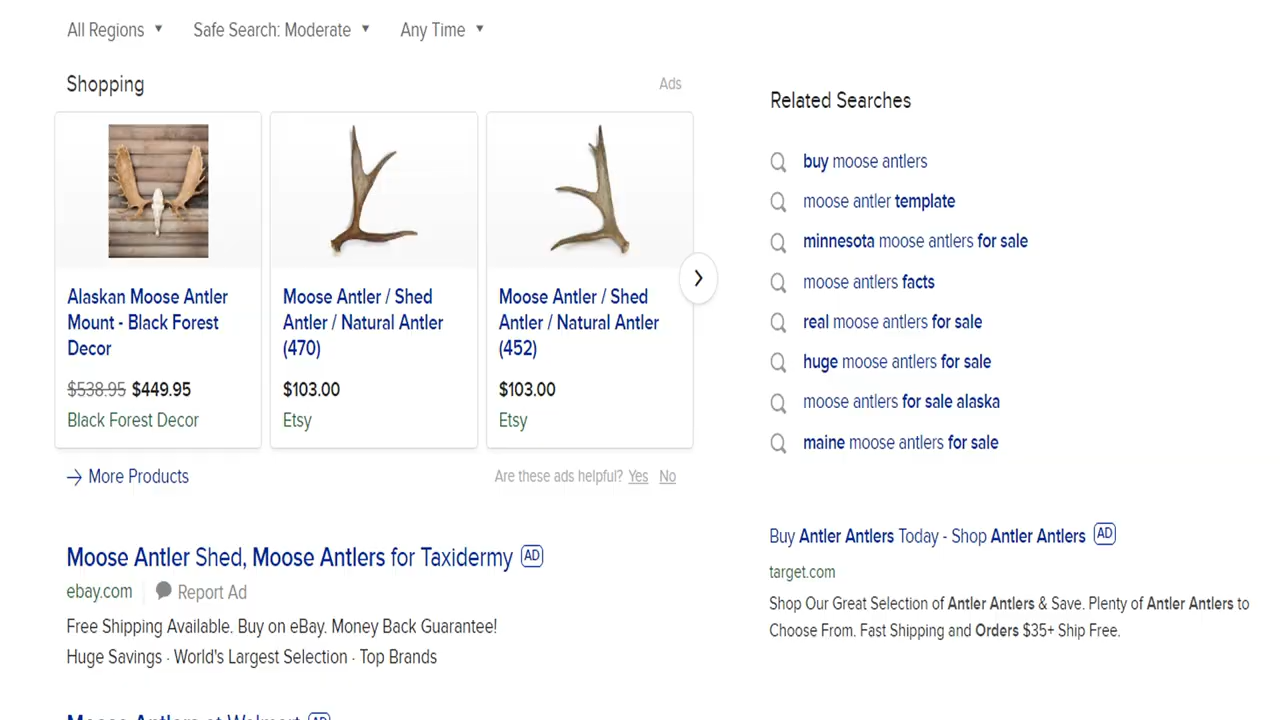 All Regions
Safe Search: Moderate
Any Time
Shopping
Ads
Alaskan Moose Antler
Mount - Black Forest
Decor
$538.95 $449.95
Black Forest Decor
Moose Antler / Shed
Antler / Natural Antler
(470)
$103.00
Etsy
Moose Antler / Shed
Antler / Natural Antler
(452)
$103.00
Etsy
More Products
Are these ads helpful? Yes No
Moose Antler Shed, Moose Antlers for Taxidermy AD
ebay.com Report Ad
Free Shipping Available. Buy on eBay. Money Back Guarantee!
Huge Savings · World's Largest Selection · Top Brands
Moose Antlers at Walmart AD
Related Searches
buy moose antlers
moose antler template
minnesota moose antlers for sale
moose antlers facts
real moose antlers for sale
huge moose antlers for sale
moose antlers for sale alaska
maine moose antlers for sale
Buy Antler Antlers Today - Shop Antler Antlers AD
target.com
Shop Our Great Selection of Antler Antlers & Save. Plenty of Antler Antlers to
Choose From. Fast Shipping and Orders $35+ Ship Free.